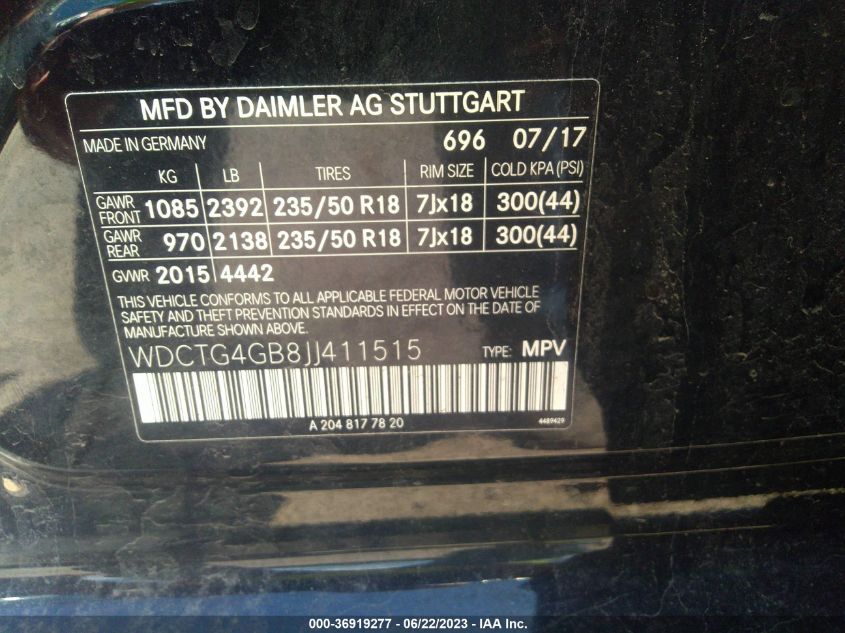 MFD BY DAIMLER AG STUTTGART
MADE IN GERMANY 696 07/17
KG LB TIRES RIM SIZE COLD KPA (PSI)
GAWR FRONT 1085 2392 235/50 R18 7Jx18 300(44)
GAWR REAR 970 2138 235/50 R18 7Jx18 300(44)
GVWR 2015 4442
THIS VEHICLE CONFORMS TO ALL APPLICABLE FEDERAL MOTOR VEHICLE
SAFETY AND THEFT PREVENTION STANDARDS IN EFFECT ON THE DATE OF
MANUFACTURE SHOWN ABOVE.
WDCTG4GB8JJ411515 TYPE: MPV
A 204 817 78 20 4489429
000-36919277 - 06/22/2023 - IAA Inc.